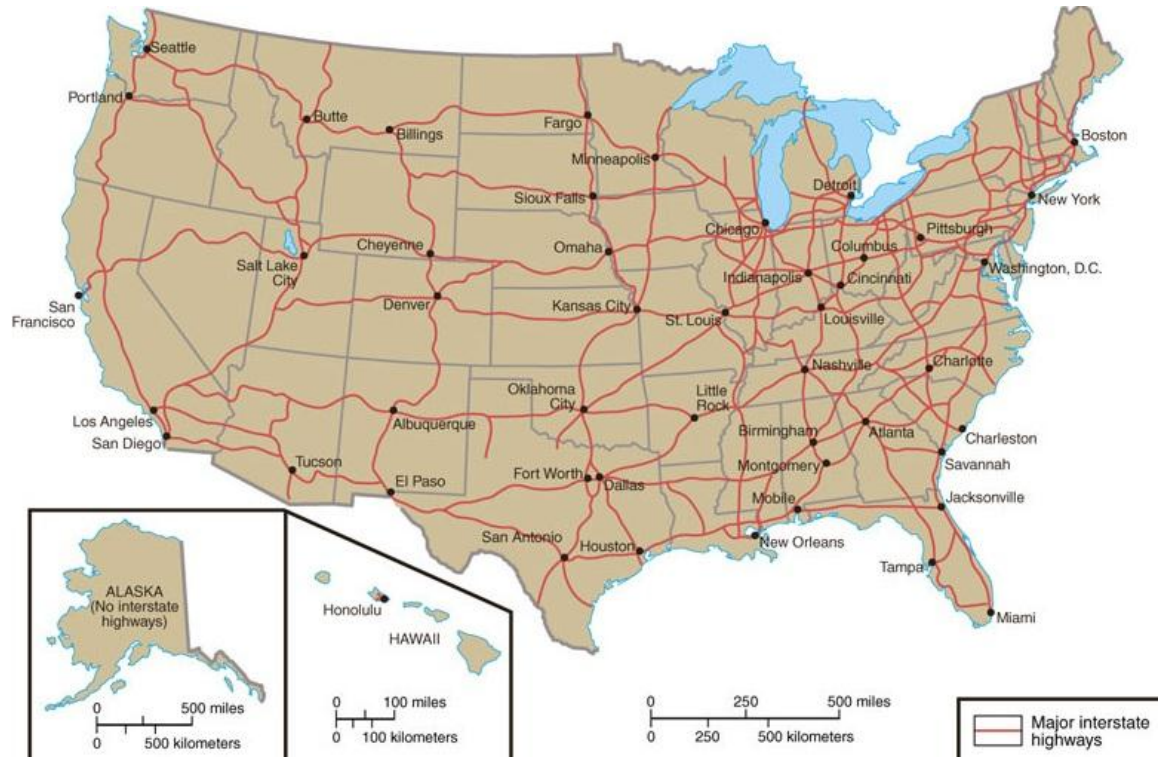 Seattle
Portland
Butte
Billings
Fargo
Minneapolis
Boston
Detroit
Sioux Falls
New York
Chicago
Pittsburgh
Omaha
Columbus
Cheyenne
Salt Lake
City
Indianapolis
Cincinnati
Washington, D.C.
San
Francisco
Denver
Kansas City
St. Louis
Louisville
Nashville
Charlotte
Oklahoma
City
Little
Rock
Los Angeles
San Diego
Albuquerque
Birmingham
Atlanta
Charleston
Tucson
El Paso
Fort Worth
Dallas
Montgomery
Savannah
Mobile
Jacksonville
San Antonio
Houston
New Orleans
Tampa
Miami
ALASKA
(No interstate
highways)
0 500 miles
0 500 kilometers
Honolulu
HAWAII
0 100 miles
0 100 kilometers
0 250 500 miles
0 250 500 kilometers
Major interstate
highways